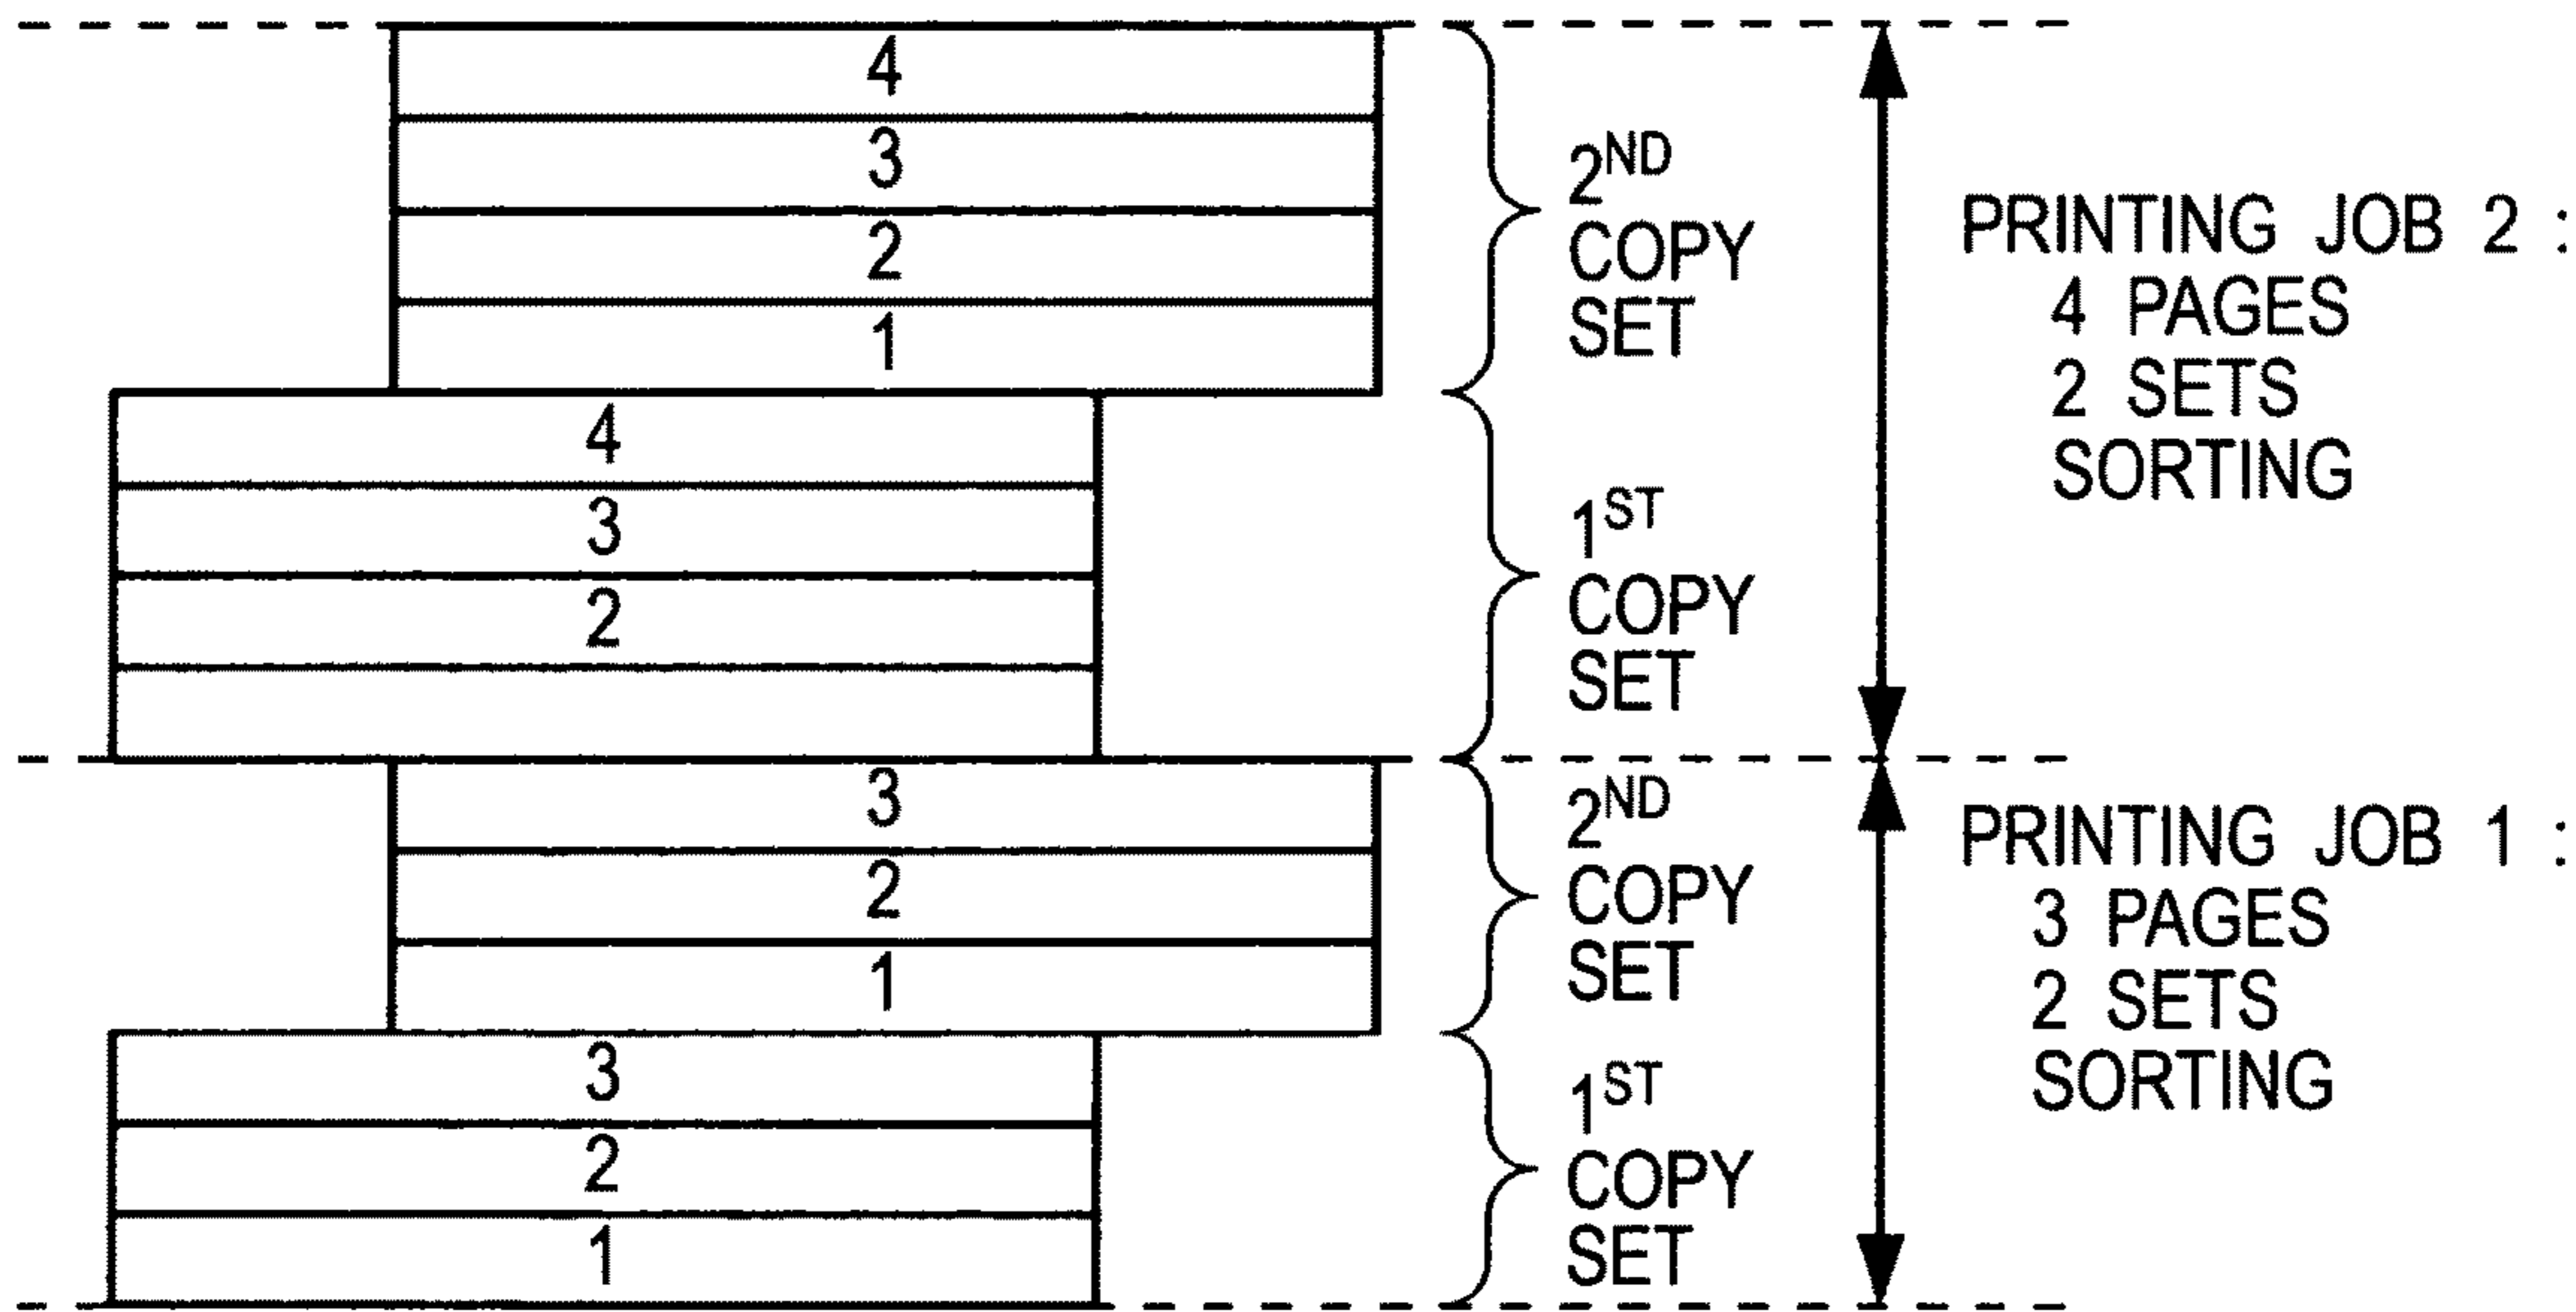 4
3
2
1
2ND
COPY
SET
4
3
2
1ST
COPY
SET
PRINTING JOB 2 :
4 PAGES
2 SETS
SORTING
3
2
1
2ND
COPY
SET
3
2
1
1ST
COPY
SET
PRINTING JOB 1 :
3 PAGES
2 SETS
SORTING